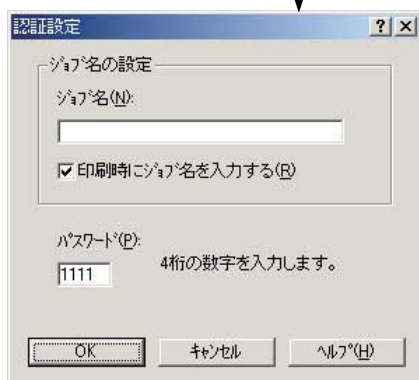 認証設定
ｼﾞｮﾌﾞ名の設定
ｼﾞｮﾌﾞ名(N):
印刷時にｼﾞｮﾌﾞ名を入力する(R)
ﾊﾟｽﾜｰﾄﾞ(P):
1111 4桁の数字を入力します。
OK ｷｬﾝｾﾙ ﾍﾙﾌﾟ(H)